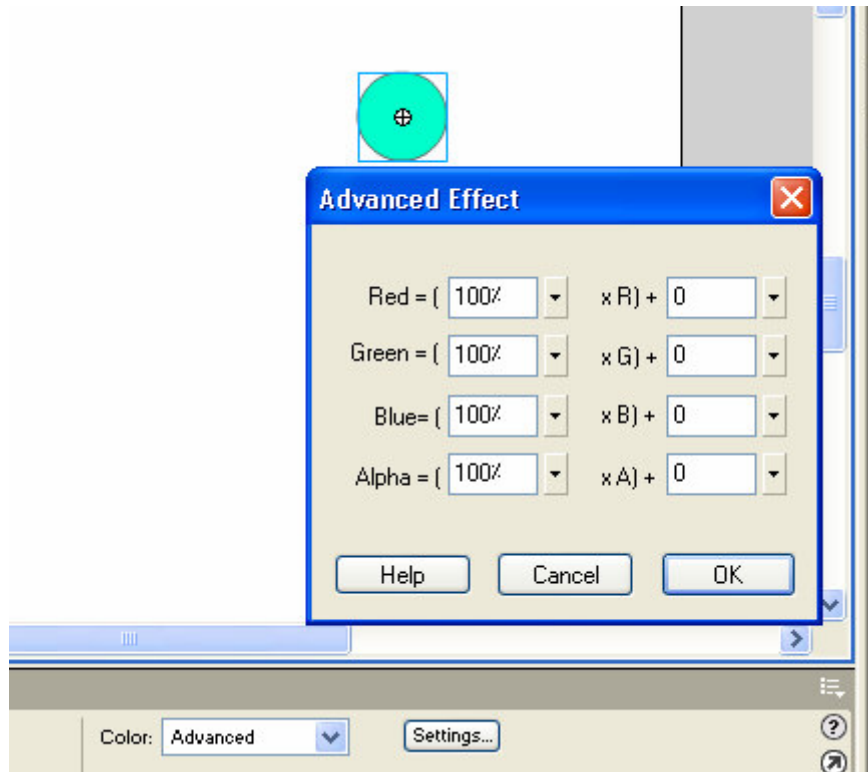 Advanced Effect
Red = ( 100% x R) + 0
Green = ( 100% x G) + 0
Blue= ( 100% x B) + 0
Alpha = ( 100% x A) + 0
Help Cancel OK
Color: Advanced Settings...